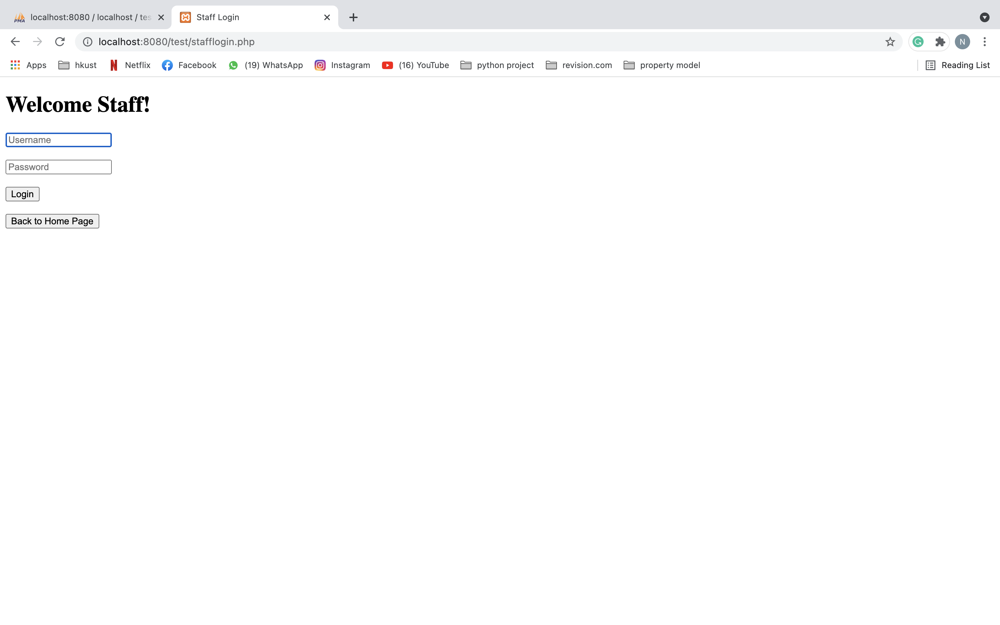 PMA localhost:8080 / localhost / tes Staff Login
localhost:8080/test/stafflogin.php N
Apps hkust Netflix Facebook (19) WhatsApp Instagram (16) YouTube python project revision.com property model Reading List
Welcome Staff!
Username
Password
Login
Back to Home Page